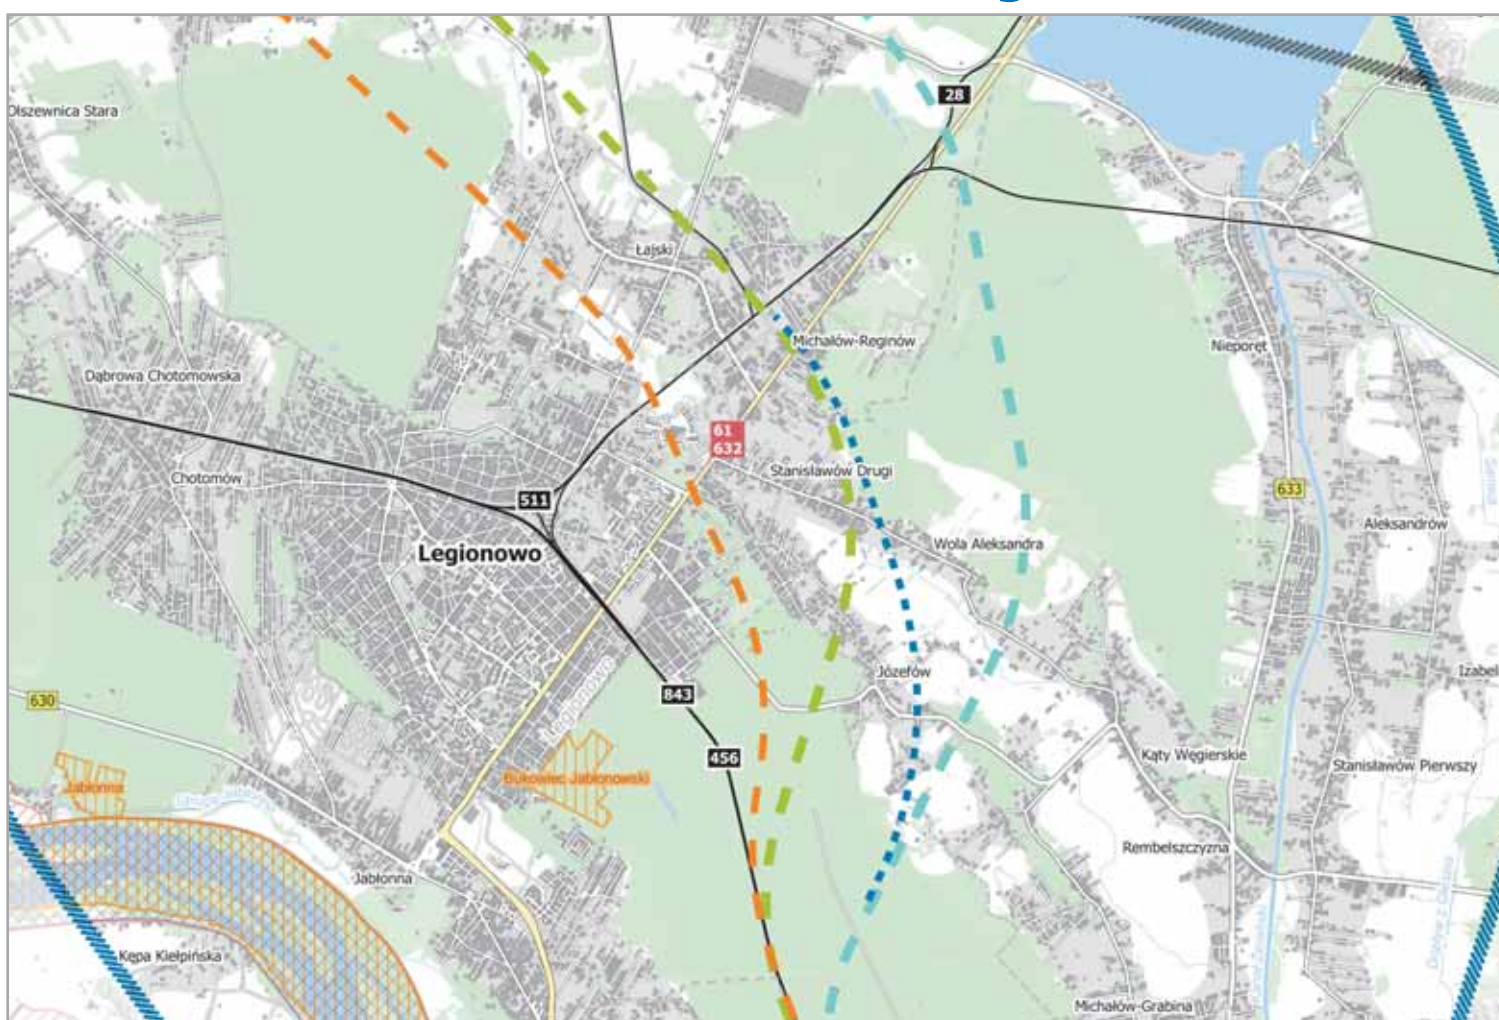 28
Olszewnica Stara
Łajski
Michałów-Reginów
Nieporęt
Dąbrowa Chotomowska
61
632
Stanisławów Drugi
Chotomów
633
511
Aleksandrów
Legionowo
Wola Aleksandra
Józefów
Izabel
843
630
LEGIONOWO
456
Kąty Węgierskie
Stanisławów Pierwszy
Bukowiec Jabłonowski
Jabłonna
Rembelszczyzna
Jabłonna
Kępa Kiełpińska
Michałów-Grabina